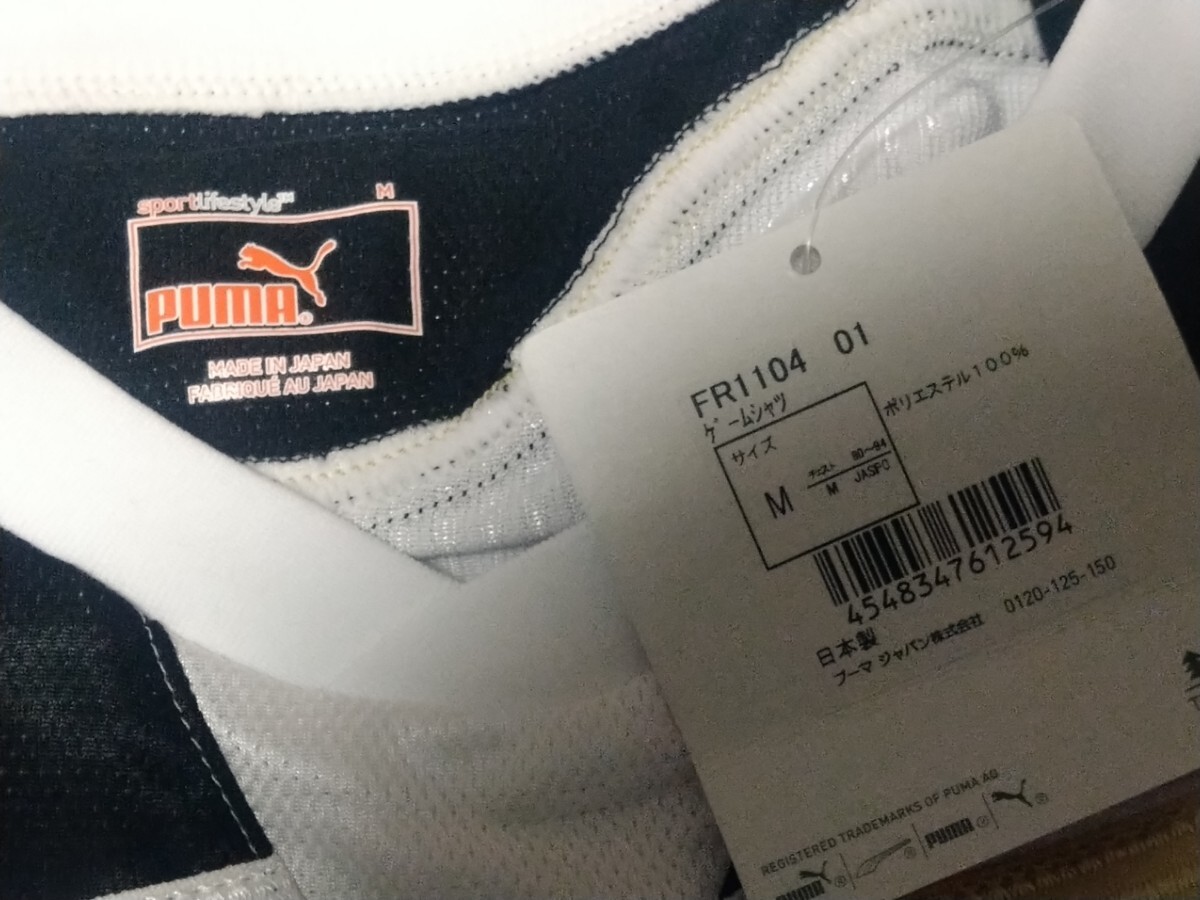 sportlifestyle™ M
PUMA®
MADE IN JAPAN
FABRIQUÉ AU JAPAN
FR1104 01
ゲームシャツ
サイズ
M
チェスト 80～94
M JASPO
ポリエステル100%
4548347612594
日本製
プーマ ジャパン株式会社 0120-125-150
REGISTERED TRADEMARKS OF PUMA AG
PUMA® ® PUMA® ®